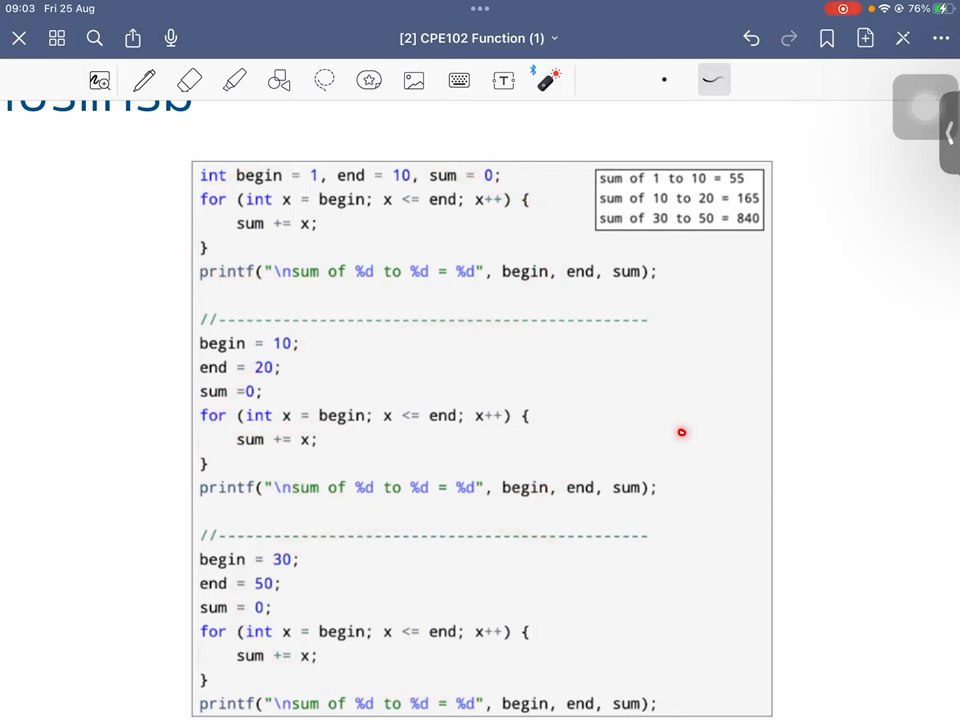 09:03 Fri 25 Aug
76%
[2] CPE102 Function (1)
T
int begin = 1, end = 10, sum = 0;
for (int x = begin; x <= end; x++) {
sum += x;
}
printf("\nsum of %d to %d = %d", begin, end, sum);
sum of 1 to 10 = 55
sum of 10 to 20 = 165
sum of 30 to 50 = 840
//-----------------------------------------------
begin = 10;
end = 20;
sum =0;
for (int x = begin; x <= end; x++) {
sum += x;
}
printf("\nsum of %d to %d = %d", begin, end, sum);
//-----------------------------------------------
begin = 30;
end = 50;
sum = 0;
for (int x = begin; x <= end; x++) {
sum += x;
}
printf("\nsum of %d to %d = %d", begin, end, sum);